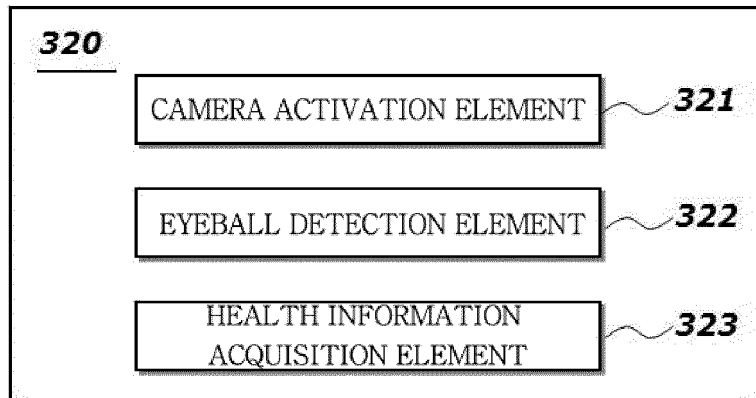 320
CAMERA ACTIVATION ELEMENT 321
EYEBALL DETECTION ELEMENT 322
HEALTH INFORMATION
ACQUISITION ELEMENT 323